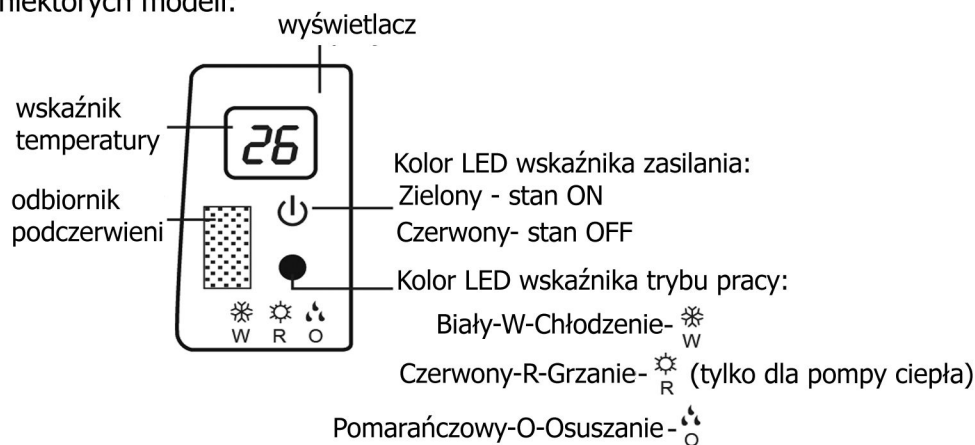 niektórych modeli.
wyświetlacz
wskaźnik
temperatury
26
Kolor LED wskaźnika zasilania:
Zielony - stan ON
odbiornik
podczerwieni
Czerwony- stan OFF
Kolor LED wskaźnika trybu pracy:
W R O
Biały-W-Chłodzenie-
W
Czerwony-R-Grzanie- (tylko dla pompy ciepła)
R
Pomarańczowy-O-Osuszanie-
O